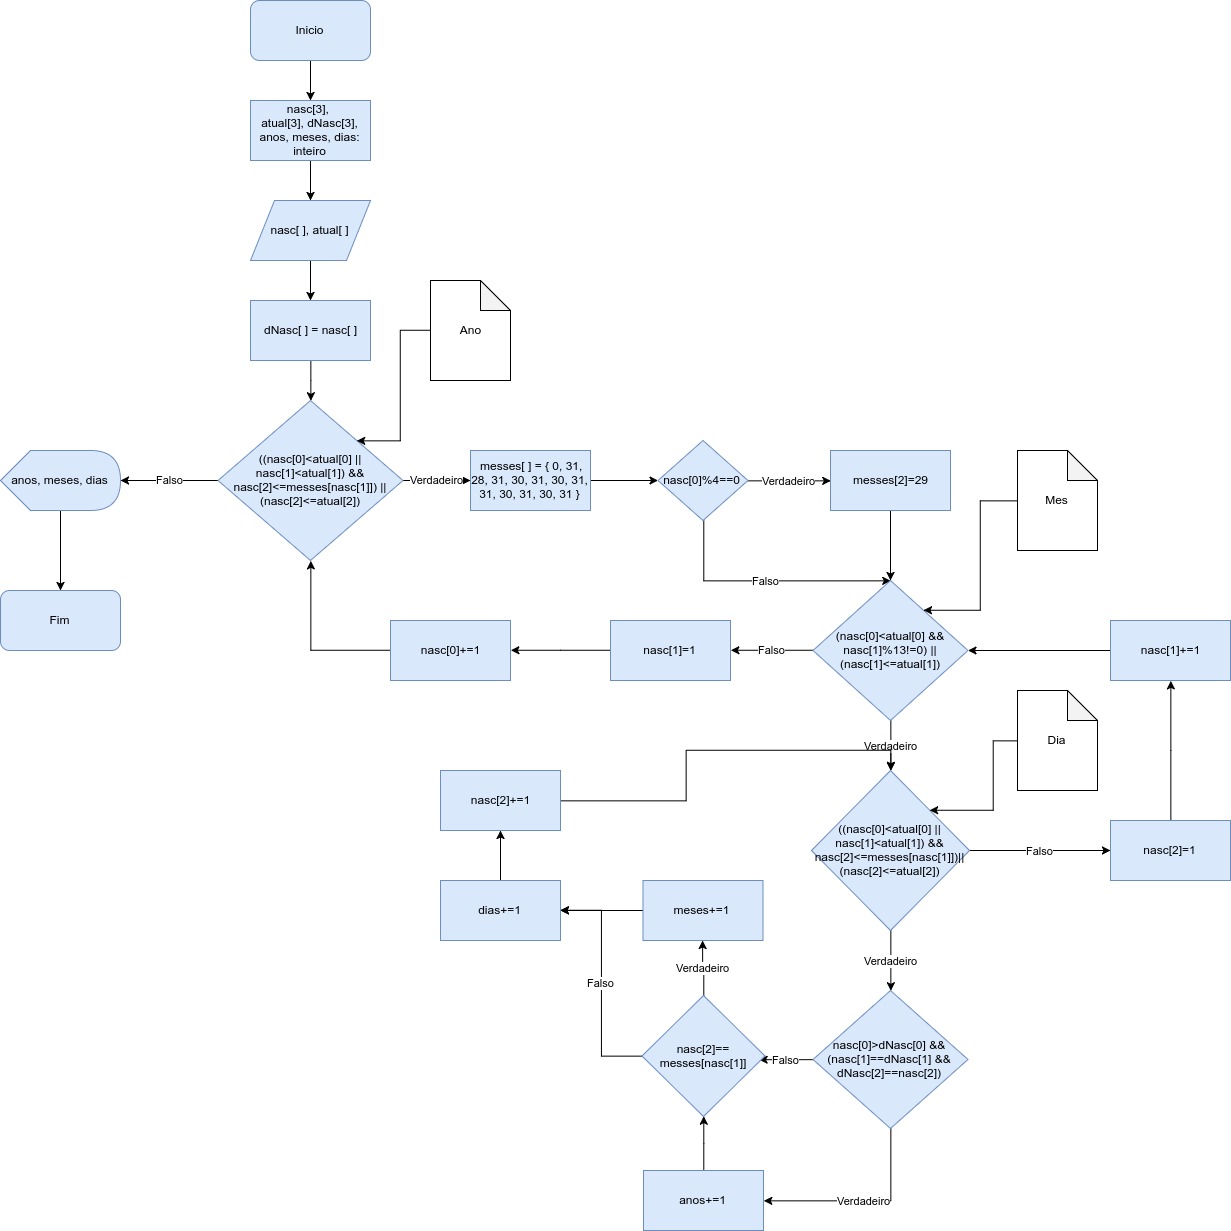 Inicio
nasc[3],
atual[3], dNasc[3],
anos, meses, dias:
inteiro
nasc[ ], atual[ ]
dNasc[ ] = nasc[ ]
Ano
((nasc[0]<atual[0] ||
nasc[1]<atual[1]) &&
nasc[2]<=messes[nasc[1]]) ||
(nasc[2]<=atual[2])
Falso
anos, meses, dias
Fim
Verdadeiro
messes[ ] = { 0, 31,
28, 31, 30, 31, 30, 31,
31, 30, 31, 30, 31 }
nasc[0]%4==0
Verdadeiro
messes[2]=29
Falso
Mes
(nasc[0]<atual[0] &&
nasc[1]%13!=0) ||
(nasc[1]<=atual[1])
Falso
nasc[1]=1
nasc[0]+=1
nasc[1]+=1
Verdadeiro
Dia
((nasc[0]<atual[0] ||
nasc[1]<atual[1]) &&
nasc[2]<=messes[nasc[1]])||
(nasc[2]<=atual[2])
Falso
nasc[2]=1
nasc[2]+=1
dias+=1
meses+=1
Verdadeiro
Verdadeiro
Falso
nasc[2]==
messes[nasc[1]]
Falso
nasc[0]>dNasc[0] &&
(nasc[1]==dNasc[1] &&
dNasc[2]==nasc[2])
Verdadeiro
anos+=1